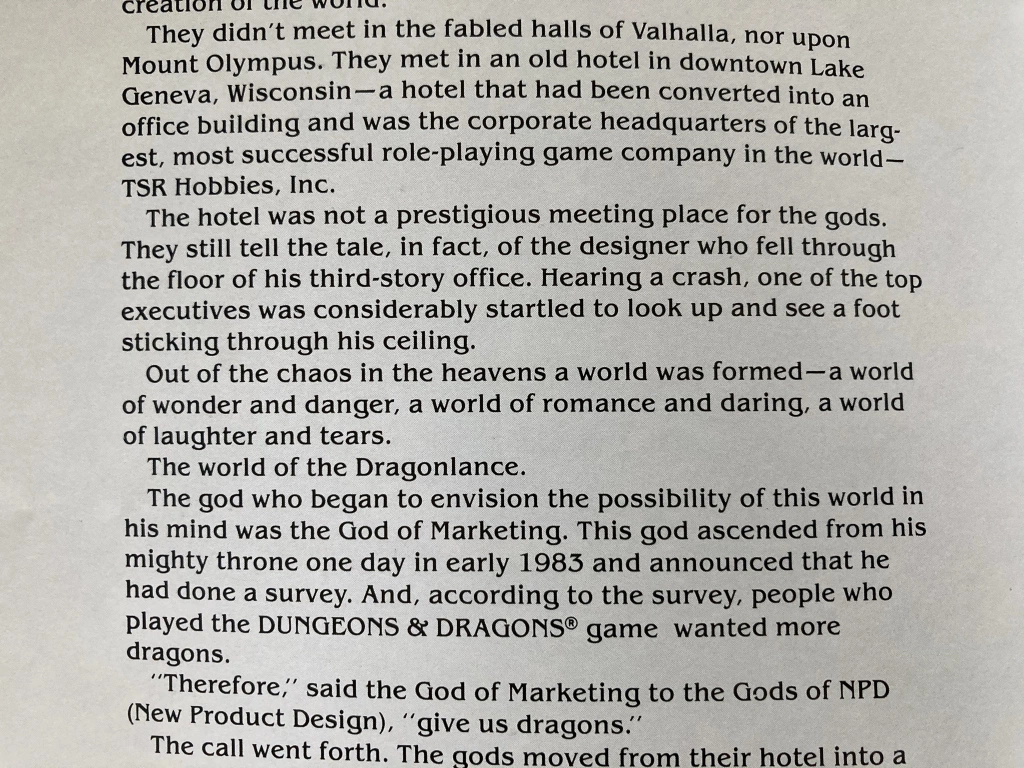 creation of the world.
They didn't meet in the fabled halls of Valhalla, nor upon
Mount Olympus. They met in an old hotel in downtown Lake
Geneva, Wisconsin—a hotel that had been converted into an
office building and was the corporate headquarters of the larg-
est, most successful role-playing game company in the world—
TSR Hobbies, Inc.
The hotel was not a prestigious meeting place for the gods.
They still tell the tale, in fact, of the designer who fell through
the floor of his third-story office. Hearing a crash, one of the top
executives was considerably startled to look up and see a foot
sticking through his ceiling.
Out of the chaos in the heavens a world was formed—a world
of wonder and danger, a world of romance and daring, a world
of laughter and tears.
The world of the Dragonlance.
The god who began to envision the possibility of this world in
his mind was the God of Marketing. This god ascended from his
mighty throne one day in early 1983 and announced that he
had done a survey. And, according to the survey, people who
played the DUNGEONS & DRAGONS® game wanted more
dragons.
"Therefore," said the God of Marketing to the Gods of NPD
(New Product Design), "give us dragons."
The call went forth. The gods moved from their hotel into a